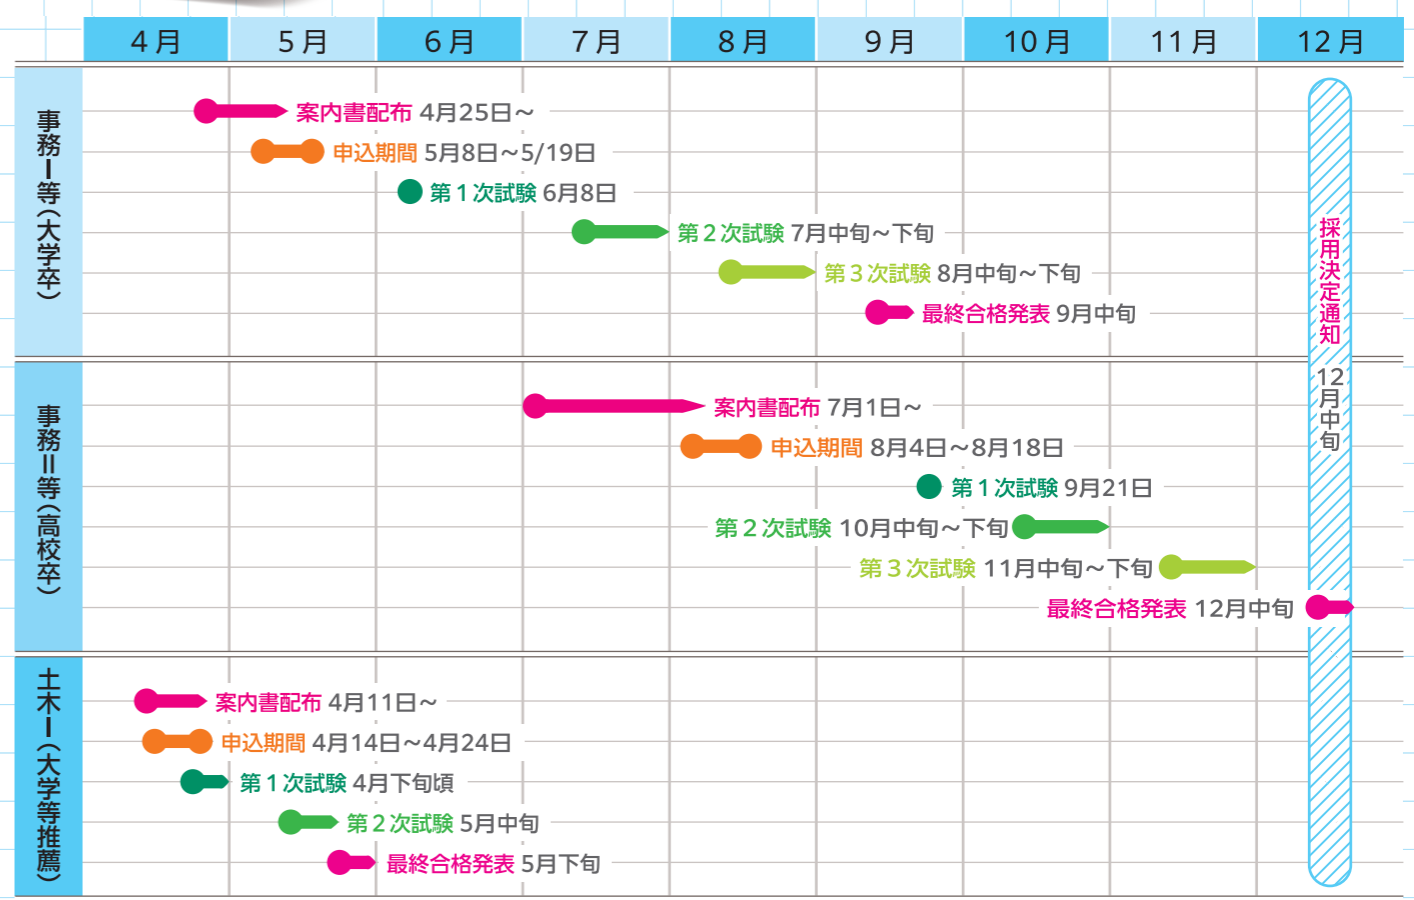 4月 5月 6月 7月 8月 9月 10月 11月 12月
事務Ⅰ等(大学卒)
案内書配布 4月25日～
申込期間 5月8日～5/19日
第1次試験 6月8日
第2次試験 7月中旬～下旬
第3次試験 8月中旬～下旬
最終合格発表 9月中旬
事務Ⅱ等(高校卒)
案内書配布 7月1日～
申込期間 8月4日～8月18日
第1次試験 9月21日
第2次試験 10月中旬～下旬
第3次試験 11月中旬～下旬
最終合格発表 12月中旬
土木Ⅰ(大学等推薦)
案内書配布 4月11日～
申込期間 4月14日～4月24日
第1次試験 4月下旬頃
第2次試験 5月中旬
最終合格発表 5月下旬
採用決定通知 12月中旬